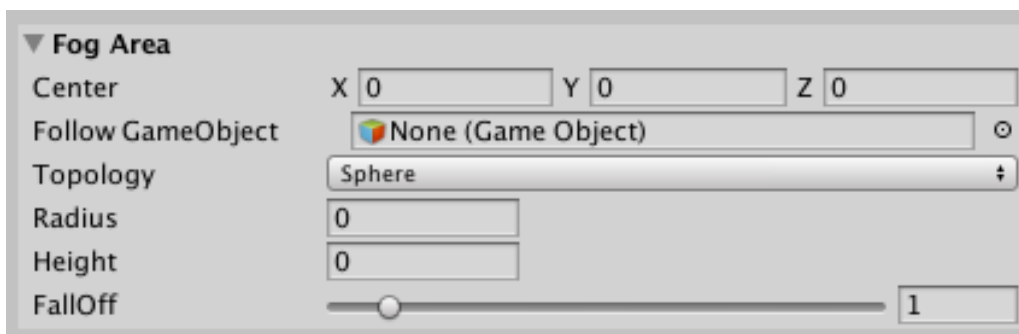 Fog Area
Center X 0 Y 0 Z 0
Follow GameObject None (Game Object)
Topology Sphere
Radius 0
Height 0
FallOff 1